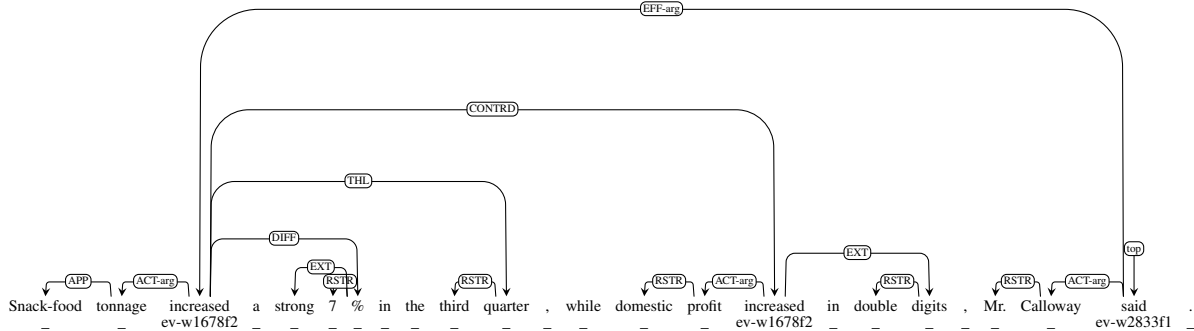 EFF-arg
CONTRD
THL
DIFF
EXT
EXT
top
APP
ACT-arg
RSTR
RSTR
RSTR
ACT-arg
RSTR
RSTR
ACT-arg
Snack-food tonnage increased a strong 7 % in the third quarter , while domestic profit increased in double digits , Mr. Calloway said .
_ _ ev-w1678f2 _ _ _ _ _ _ _ _ _ _ _ _ ev-w1678f2 _ _ _ _ _ _ ev-w2833f1 _